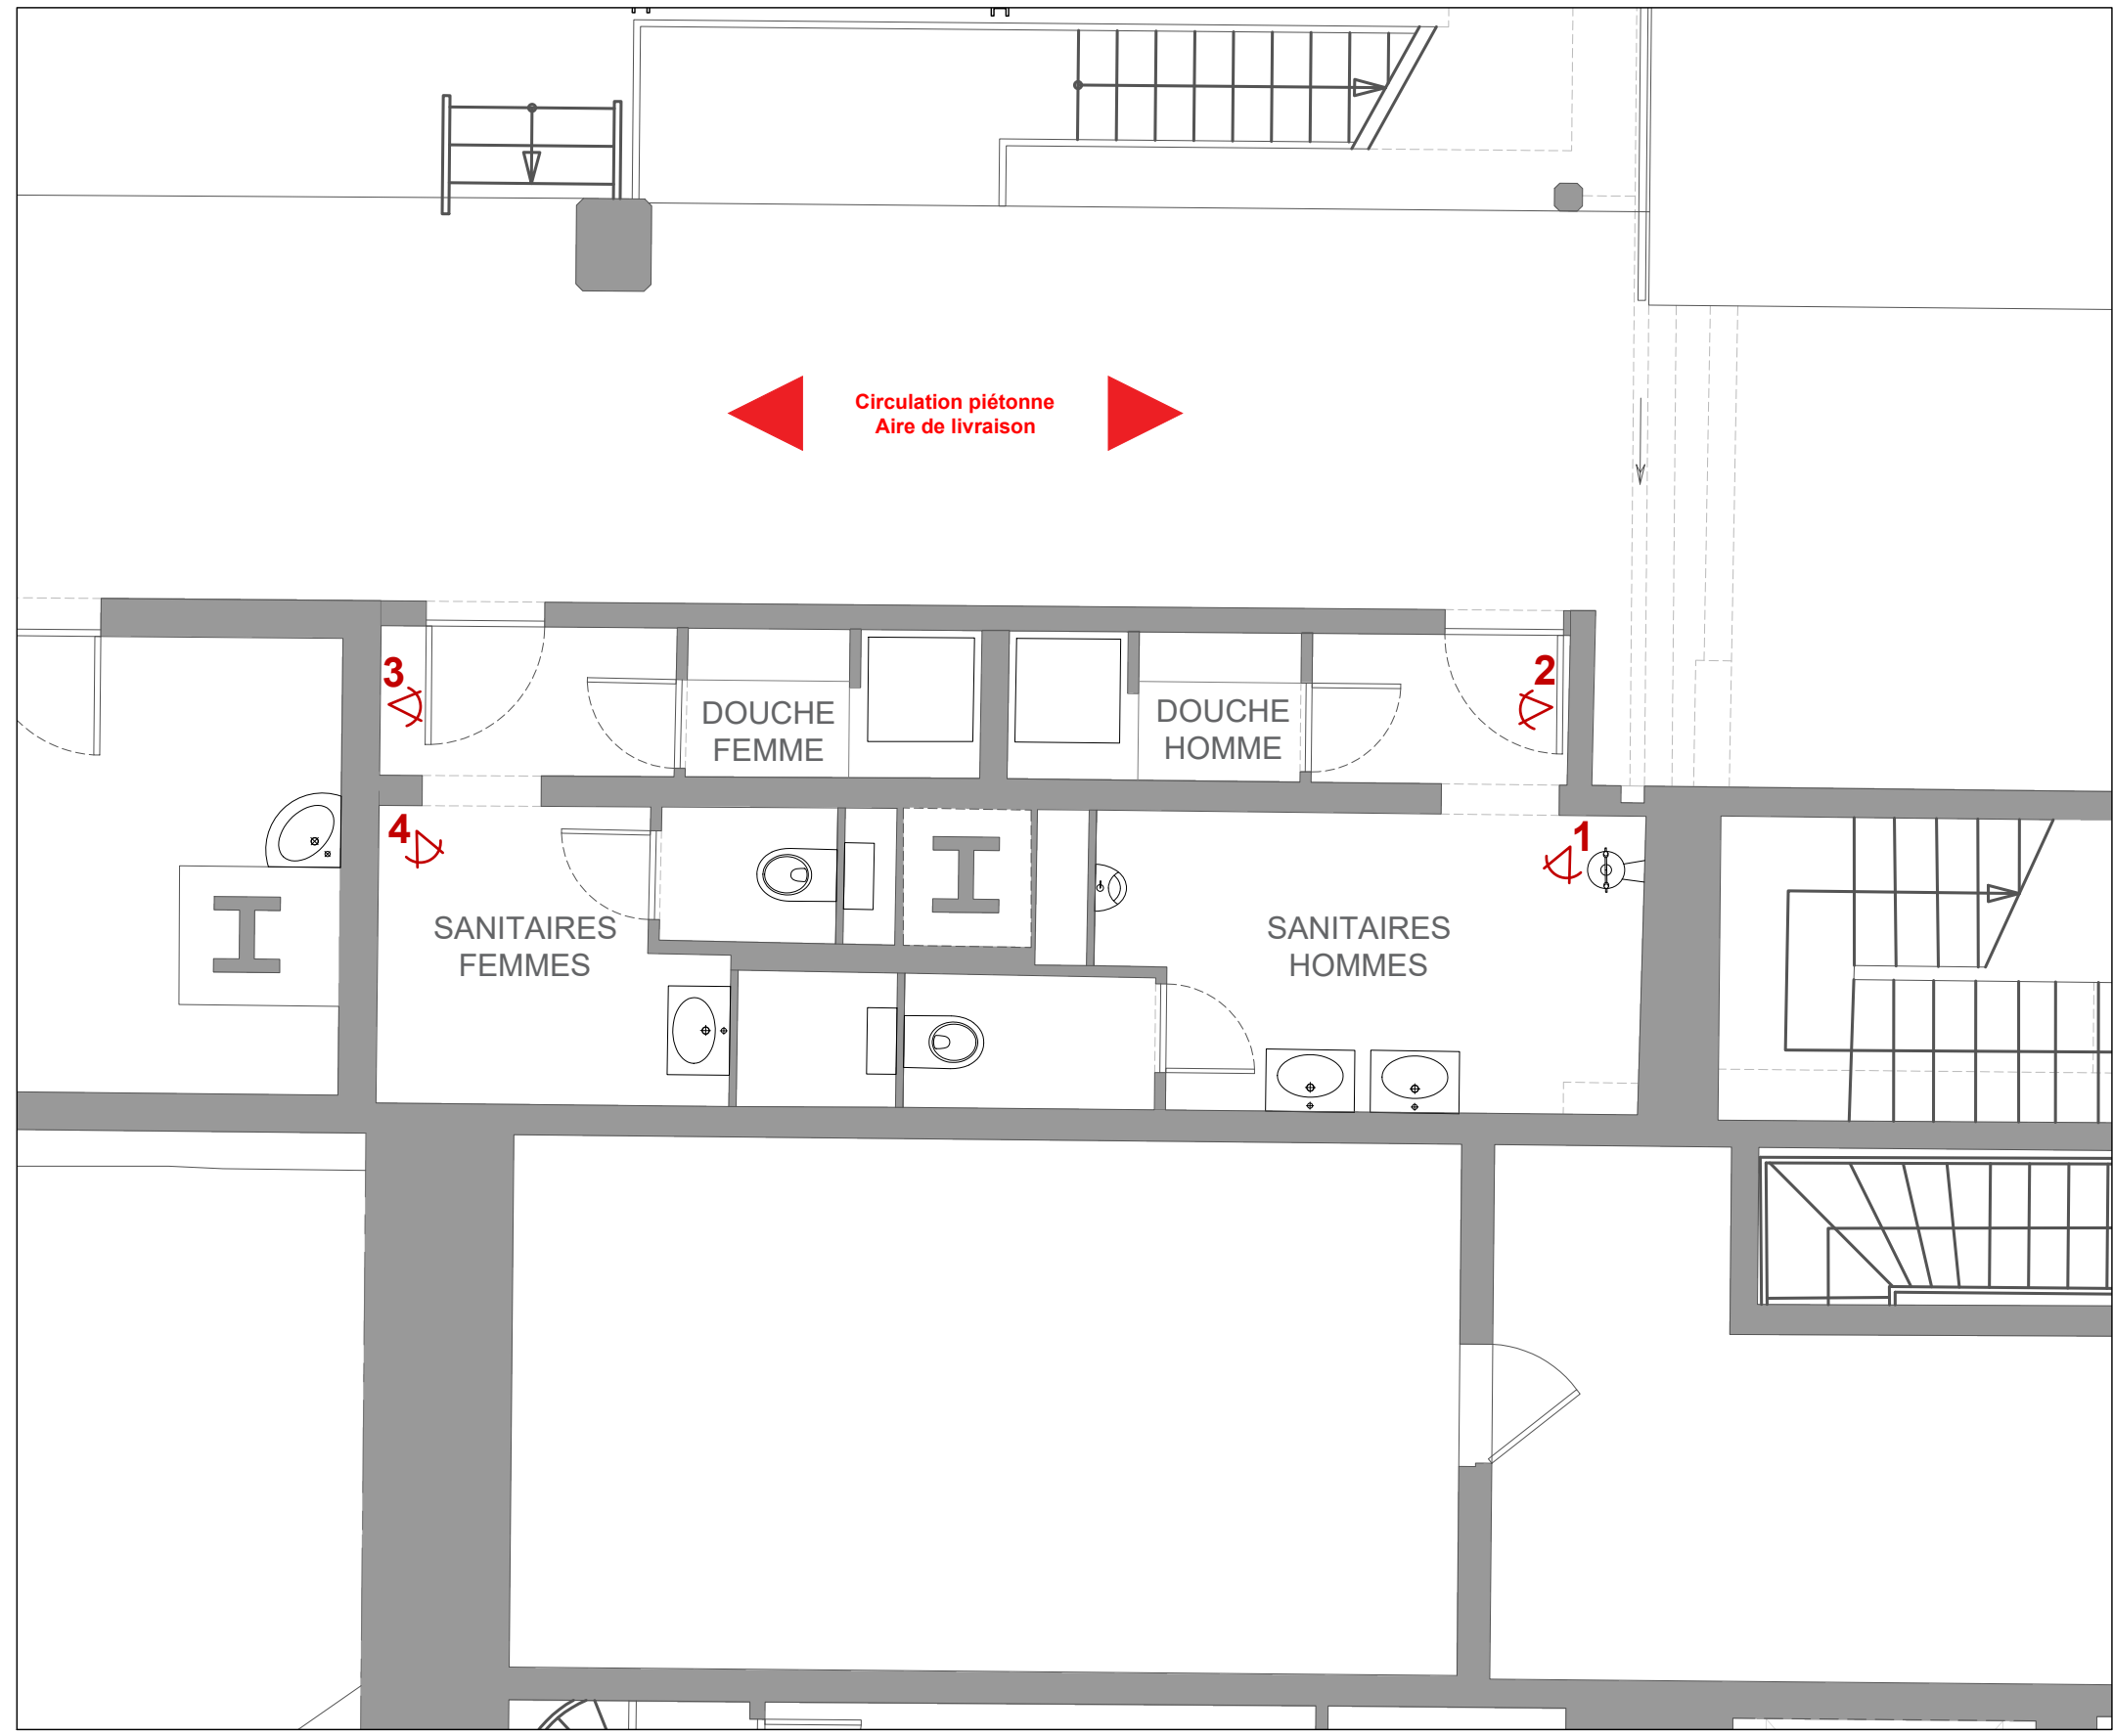 Circulation piétonne
Aire de livraison
3
2
DOUCHE
FEMME
DOUCHE
HOMME
4
1
SANITAIRES
FEMMES
SANITAIRES
HOMMES